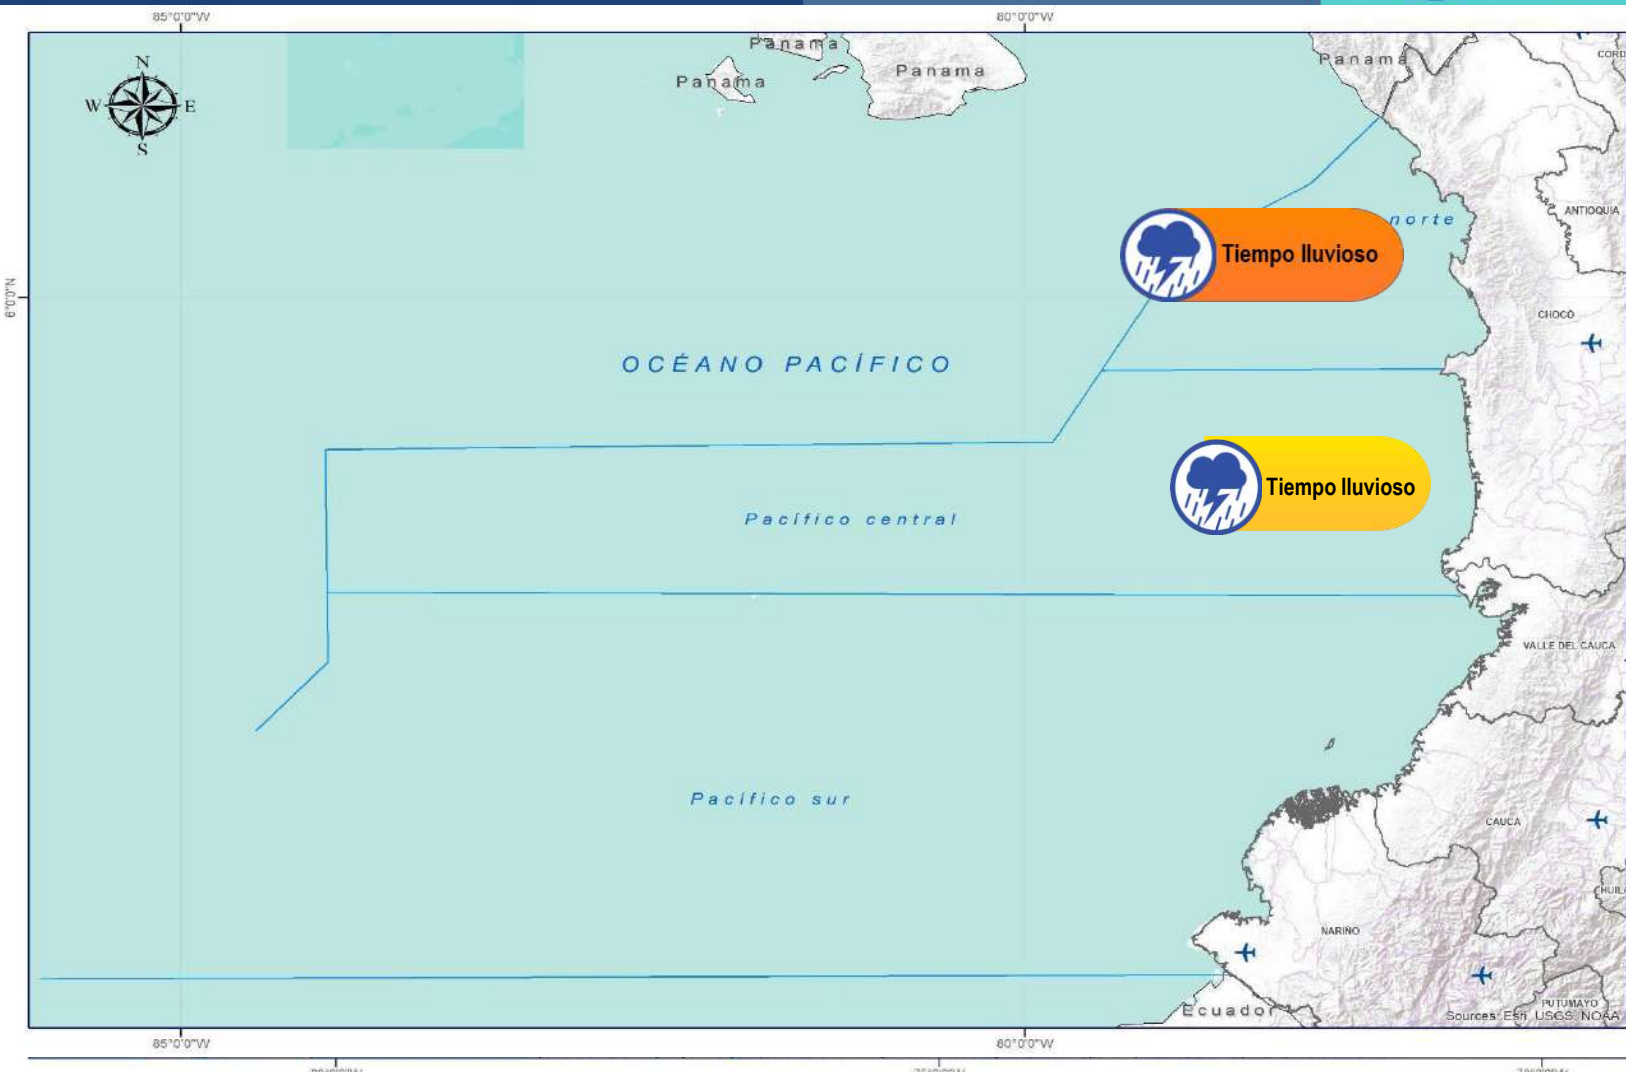 85°0'0"W
80°0'0"W
N
W
E
S
Panama
Panama
Panama
Panamá
CORD
ANTIOQUIA
norte
Tiempo lluvioso
6°0'0"N
CHOCÓ
OCÉANO PACÍFICO
Tiempo lluvioso
Pacífico central
VALLE DEL CAUCA
Pacífico sur
CAUCA
HUILA
NARIÑO
PUTUMAYO
Ecuador
Sources: Esri, USGS, NOAA
85°0'0"W
80°0'0"W